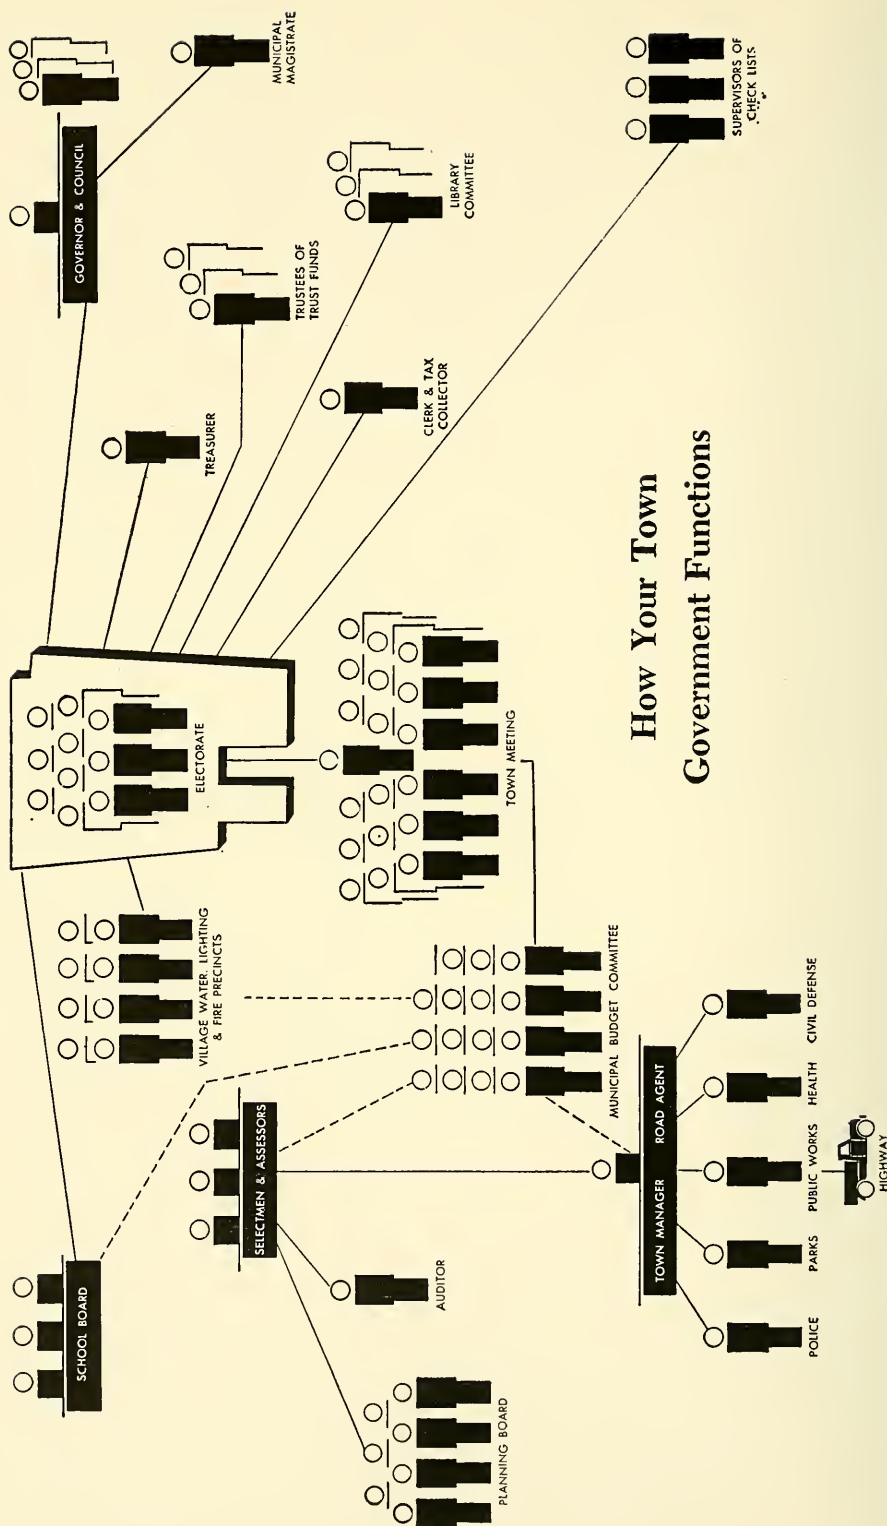 How Your Town
Government Functions
SCHOOL BOARD
ELECTORATE
GOVERNOR & COUNCIL
MUNICIPAL
MAGISTRATE
VILLAGE WATER, LIGHTING
& FIRE PRECINCTS
TREASURER
TRUSTEES OF
TRUST FUNDS
SELECTMEN & ASSESSORS
LIBRARY
COMMITTEE
AUDITOR
CLERK & TAX
COLLECTOR
PLANNING BOARD
TOWN MEETING
MUNICIPAL BUDGET COMMITTEE
TOWN MANAGER ROAD AGENT
SUPERVISORS OF
CHECK LISTS
POLICE
PARKS
PUBLIC WORKS
HEALTH
CIVIL DEFENSE
HIGHWAY